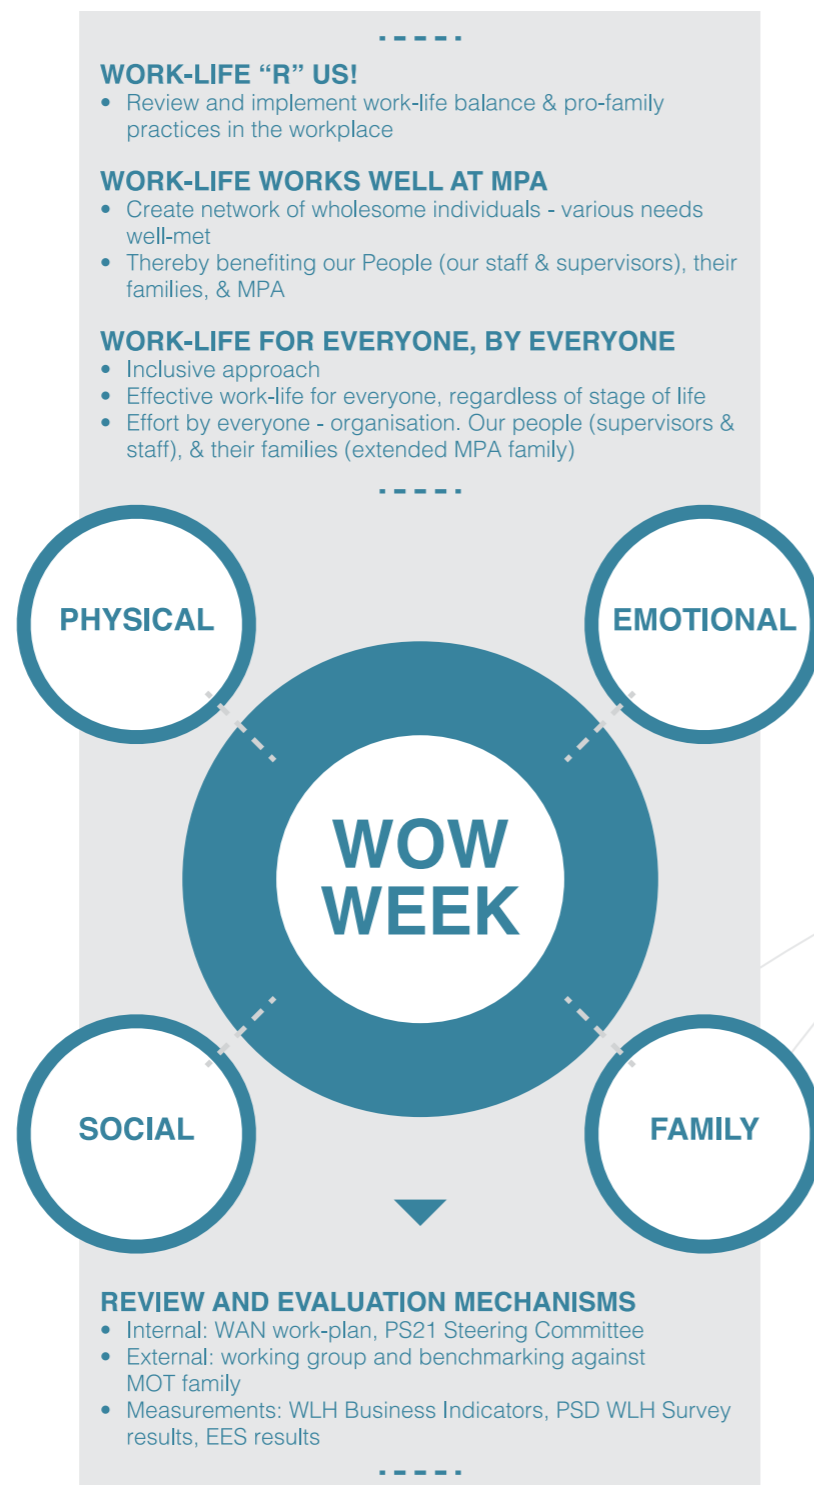 WORK-LIFE “R” US!
• Review and implement work-life balance & pro-family
practices in the workplace
WORK-LIFE WORKS WELL AT MPA
• Create network of wholesome individuals - various needs
well-met
• Thereby benefiting our People (our staff & supervisors), their
families, & MPA
WORK-LIFE FOR EVERYONE, BY EVERYONE
• Inclusive approach
• Effective work-life for everyone, regardless of stage of life
• Effort by everyone - organisation. Our people (supervisors &
staff), & their families (extended MPA family)
PHYSICAL
EMOTIONAL
WOW
WEEK
SOCIAL
FAMILY
REVIEW AND EVALUATION MECHANISMS
• Internal: WAN work-plan, PS21 Steering Committee
• External: working group and benchmarking against
MOT family
• Measurements: WLH Business Indicators, PSD WLH Survey
results, EES results